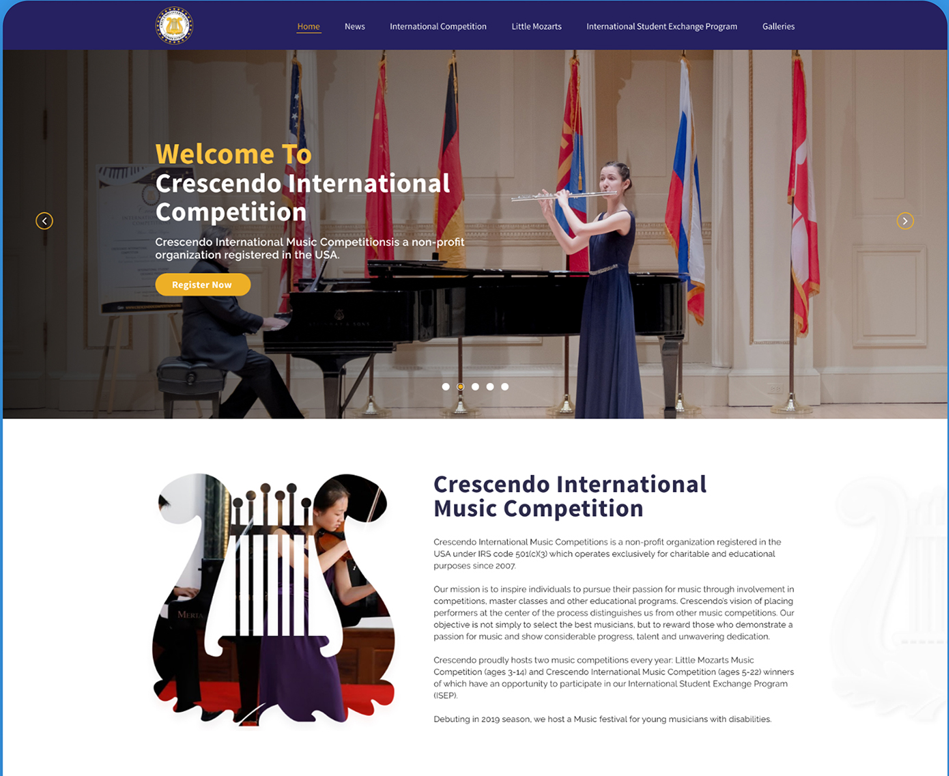 Home News International Competition Little Mozarts International Student Exchange Program Galleries
Welcome To
Crescendo International
Competition
Crescendo International Music Competitionsis a non-profit
organization registered in the USA.
Register Now
Crescendo International
Music Competition
Crescendo International Music Competitions is a non-profit organization registered in the
USA under IRS code 501(c)(3) which operates exclusively for charitable and educational
purposes since 2007.
Our mission is to inspire individuals to pursue their passion for music through involvement in
competitions, master classes and other educational programs. Crescendo's vision of placing
performers at the center of the process distinguishes us from other music competitions. Our
objective is not simply to select the best musicians, but to reward those who demonstrate a
passion for music and show considerable progress, talent and unwavering dedication.
Crescendo proudly hosts two music competitions every year: Little Mozarts Music
Competition (ages 3-14) and Crescendo International Music Competition (ages 5-22) winners
of which have an opportunity to participate in our International Student Exchange Program
(ISEP).
Debuting in 2019 season, we host a Music festival for young musicians with disabilities.